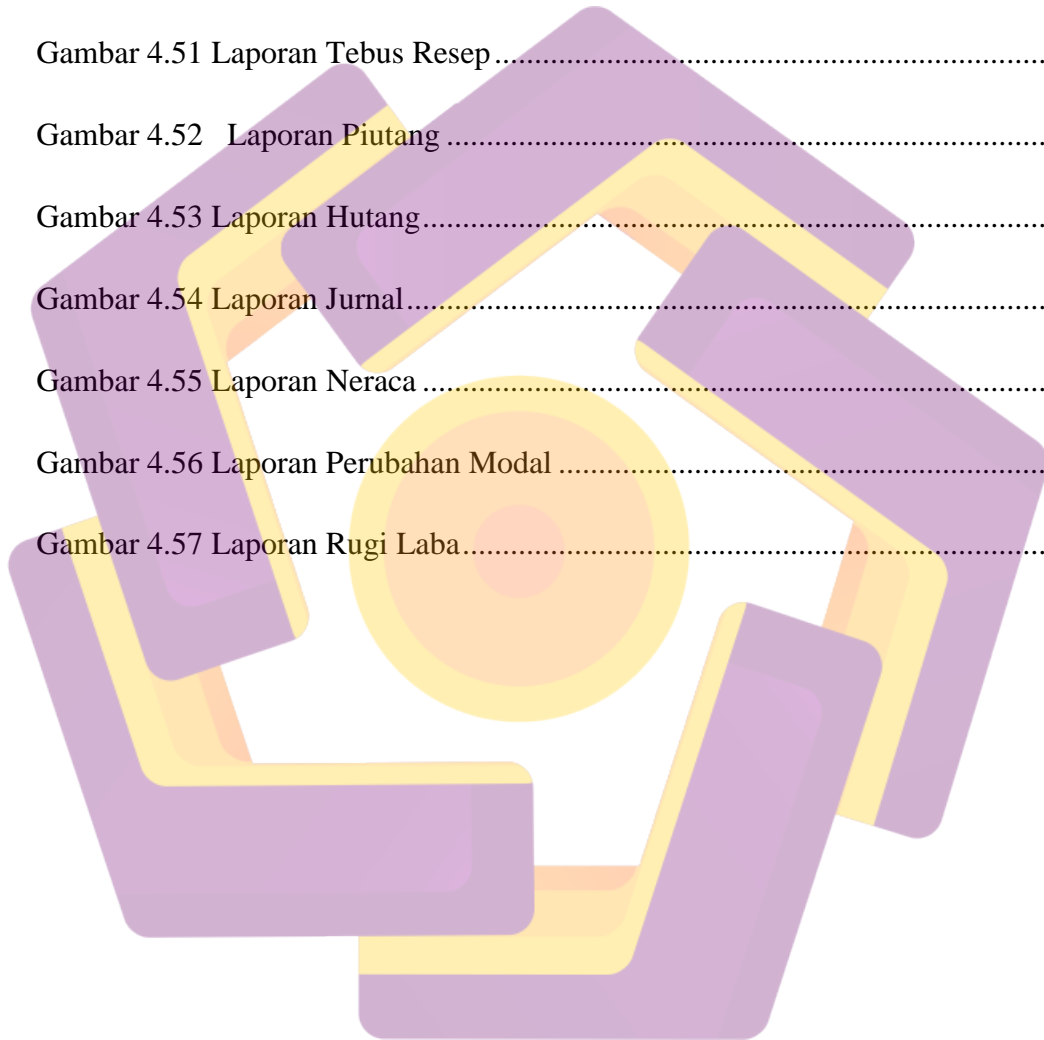 Gambar 4.51 Laporan Tebus Resep......................................................................
Gambar 4.52   Laporan Piutang ...........................................................................
Gambar 4.53 Laporan Hutang..............................................................................
Gambar 4.54 Laporan Jurnal................................................................................
Gambar 4.55 Laporan Neraca ..............................................................................
Gambar 4.56 Laporan Perubahan Modal .............................................................
Gambar 4.57 Laporan Rugi Laba.........................................................................